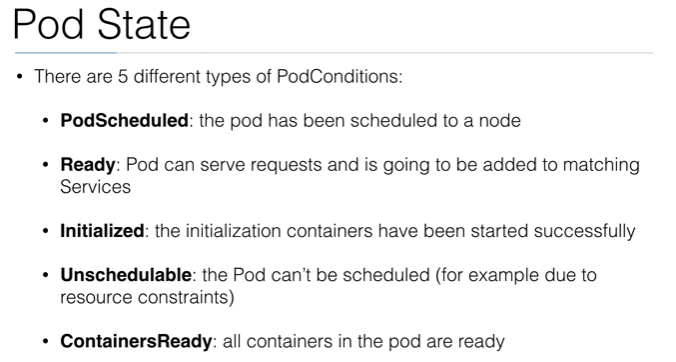 Pod State
• There are 5 different types of PodConditions:
• PodScheduled: the pod has been scheduled to a node
• Ready: Pod can serve requests and is going to be added to matching
Services
• Initialized: the initialization containers have been started successfully
• Unschedulable: the Pod can't be scheduled (for example due to
resource constraints)
• ContainersReady: all containers in the pod are ready